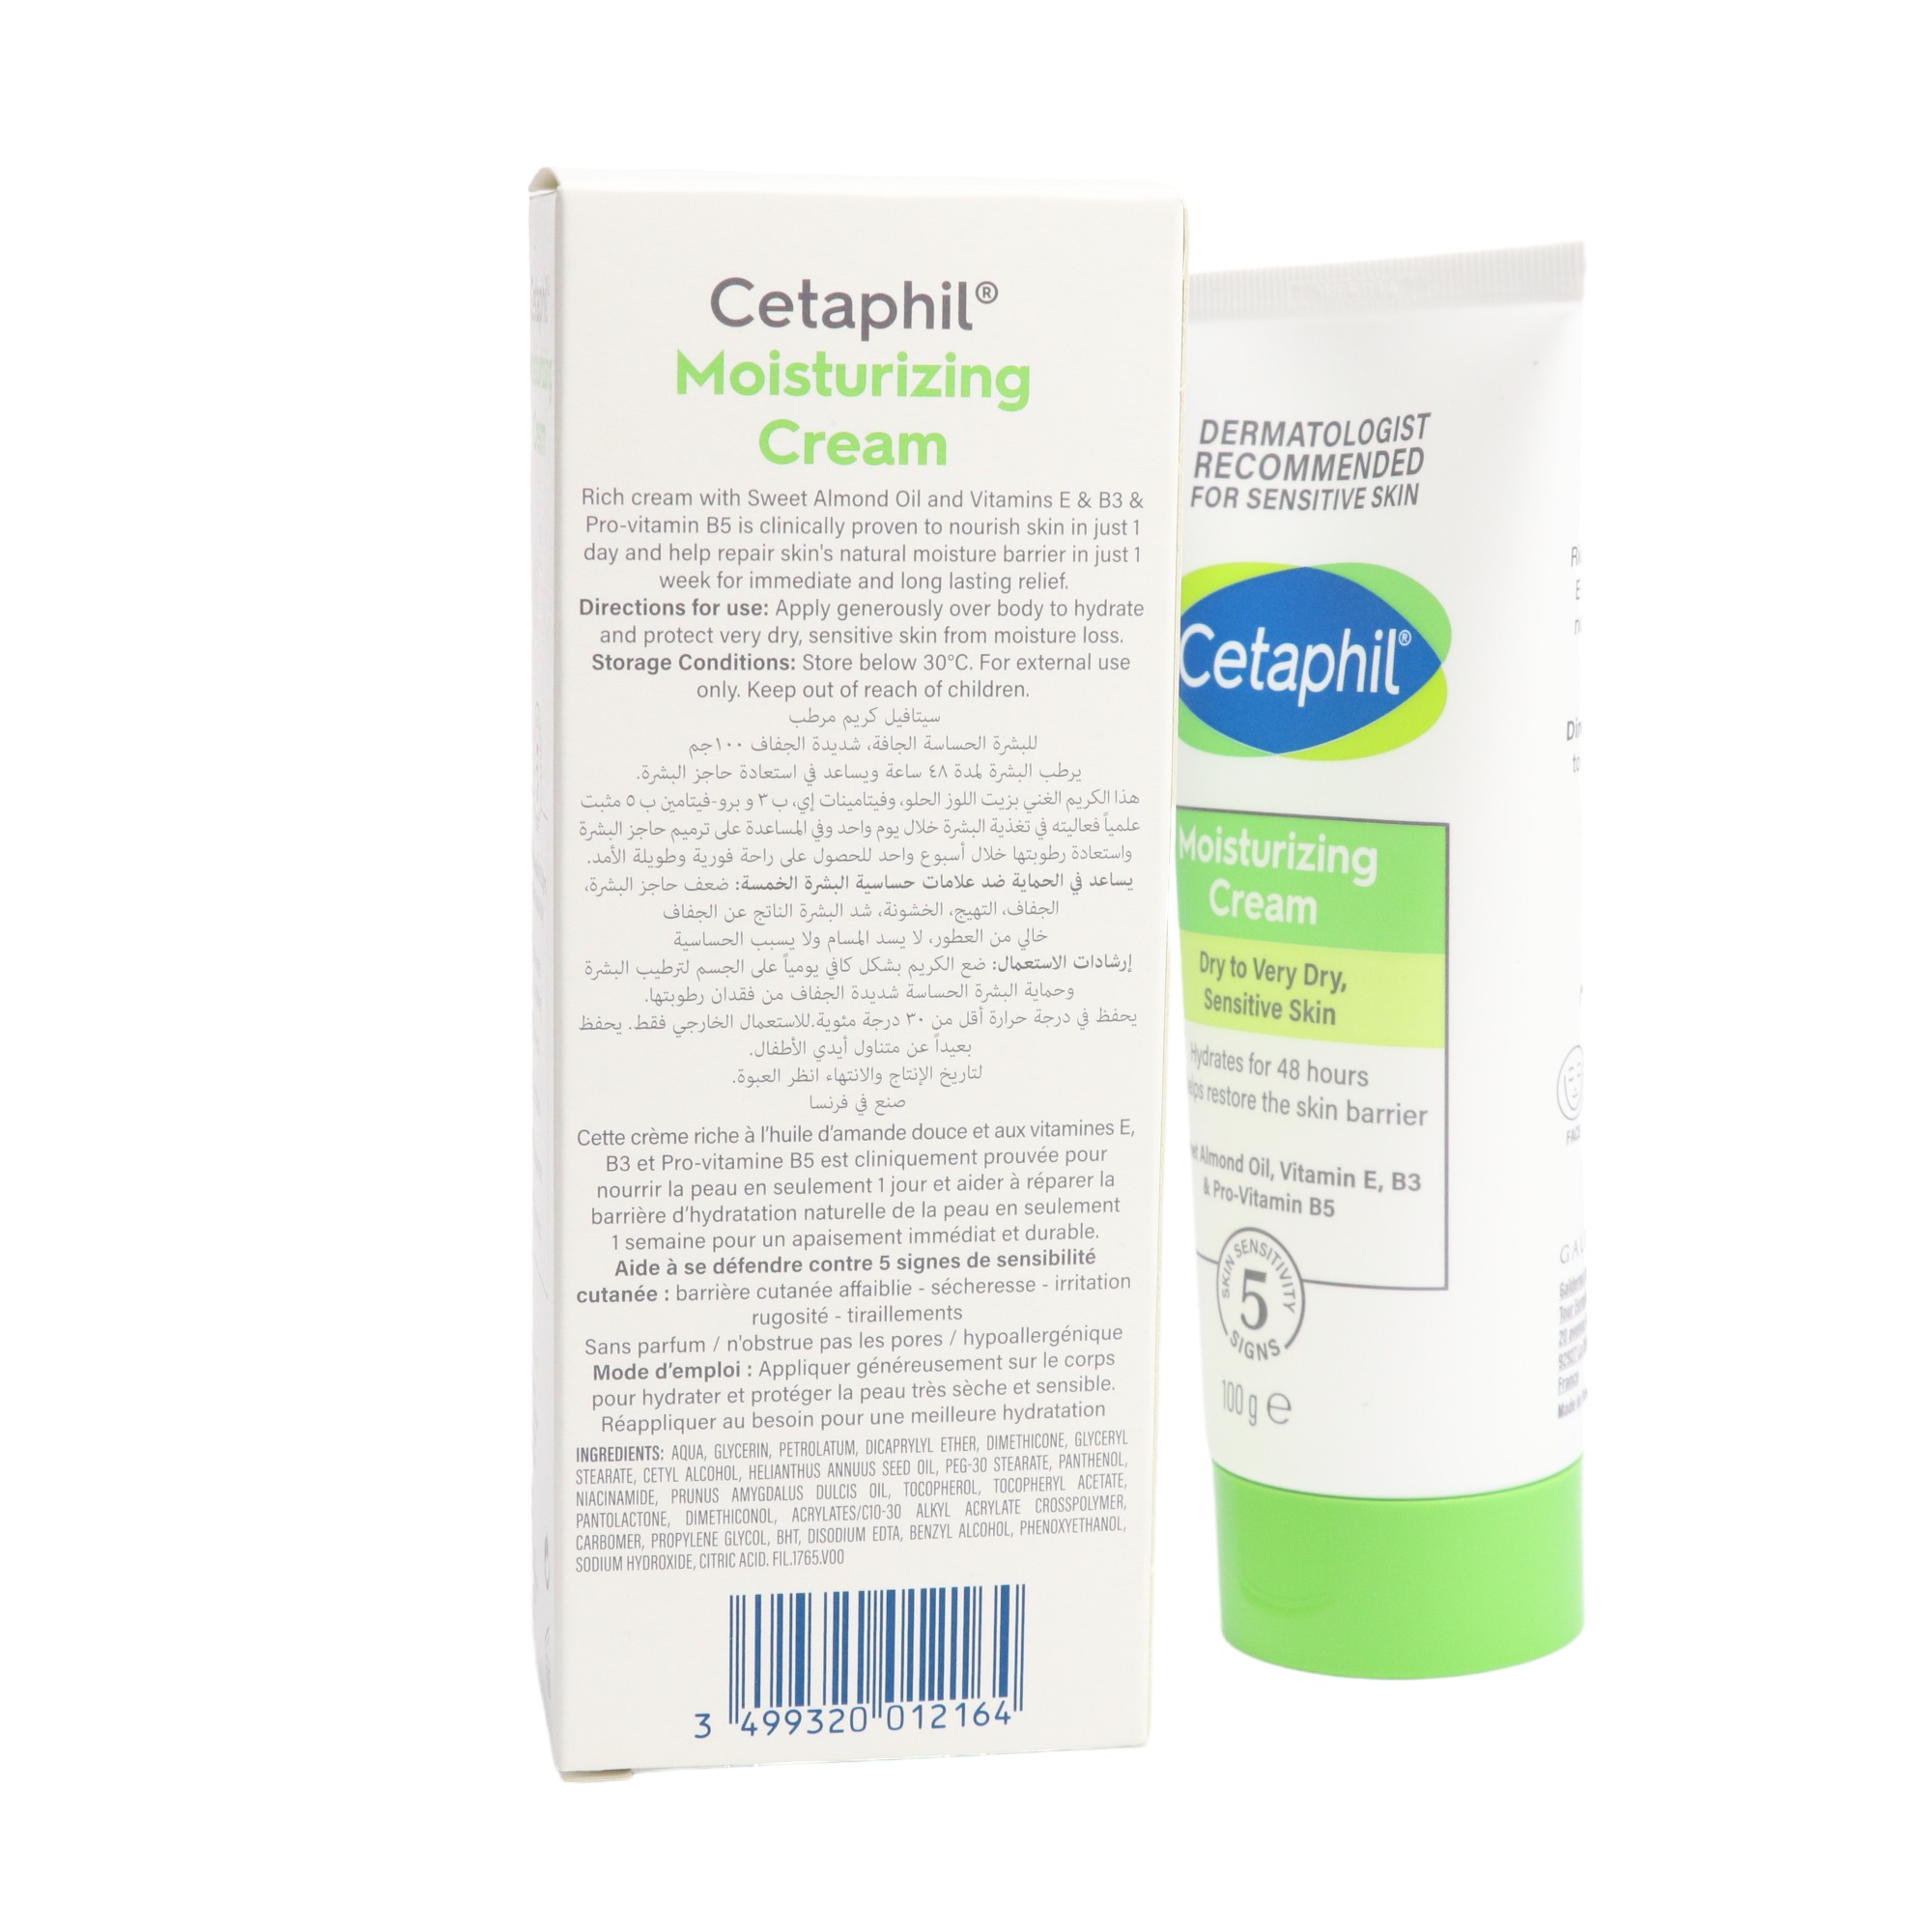 Cetaphil®
Moisturizing
Cream
Rich cream with Sweet Almond Oil and Vitamins E & B3 &
Pro-vitamin B5 is clinically proven to nourish skin in just 1
day and help repair skin's natural moisture barrier in just 1
week for immediate and long lasting relief.
Directions for use: Apply generously over body to hydrate
and protect very dry, sensitive skin from moisture loss.
Storage Conditions: Store below 30°C. For external use
only. Keep out of reach of children.
سيتافيل كريم مرطب
للبشرة الحساسة الجافة، شديدة الجفاف ١٠٠جم
يرطب البشرة لمدة ٤٨ ساعة ويساعد في استعادة حاجز البشرة.
هذا الكريم الغني بزيت اللوز الحلو، وفيتامينات إي، ب ٣ و برو-فيتامين ب ٥ مثبت
علمياً فعاليته في تغذية البشرة خلال يوم واحد وفي المساعدة على ترميم حاجز البشرة
واستعادة رطوبتها خلال أسبوع واحد للحصول على راحة فورية وطويلة الأمد.
يساعد في الحماية ضد علامات حساسية البشرة الخمسة: ضعف حاجز البشرة،
الجفاف، التهيج، الخشونة، شد البشرة الناتج عن الجفاف
خالي من العطور، لا يسد المسام ولا يسبب الحساسية
إرشادات الاستعمال: ضع الكريم بشكل كافي يومياً على الجسم لترطيب البشرة
وحماية البشرة الحساسة شديدة الجفاف من فقدان رطوبتها.
يحفظ في درجة حرارة أقل من ٣٠ درجة مئوية.للاستعمال الخارجي فقط. يحفظ
بعيداً عن متناول أيدي الأطفال.
لتاريخ الإنتاج والانتهاء انظر العبوة.
صنع في فرنسا
Cette crème riche à l'huile d'amande douce et aux vitamines E,
B3 et Pro-vitamine B5 est cliniquement prouvée pour
nourrir la peau en seulement 1 jour et aider à réparer la
barrière d'hydratation naturelle de la peau en seulement
1 semaine pour un apaisement immédiat et durable.
Aide à se défendre contre 5 signes de sensibilité
cutanée : barrière cutanée affaiblie - sécheresse - irritation
rugosité - tiraillements
Sans parfum / n'obstrue pas les pores / hypoallergénique
Mode d'emploi : Appliquer généreusement sur le corps
pour hydrater et protéger la peau très sèche et sensible.
Réappliquer au besoin pour une meilleure hydratation
INGREDIENTS: AQUA, GLYCERIN, PETROLATUM, DICAPRYLYL ETHER, DIMETHICONE, GLYCERYL
STEARATE, CETYL ALCOHOL, HELIANTHUS ANNUUS SEED OIL, PEG-30 STEARATE, PANTHENOL,
NIACINAMIDE, PRUNUS AMYGDALUS DULCIS OIL, TOCOPHEROL, TOCOPHERYL ACETATE,
PANTOLACTONE, DIMETHICONOL, ACRYLATES/C10-30 ALKYL ACRYLATE CROSSPOLYMER,
CARBOMER, PROPYLENE GLYCOL, BHT, DISODIUM EDTA, BENZYL ALCOHOL, PHENOXYETHANOL,
SODIUM HYDROXIDE, CITRIC ACID. FIL.1765.V00
3 499320 012164
DERMATOLOGIST
RECOMMENDED
FOR SENSITIVE SKIN
Cetaphil®
Moisturizing
Cream
Dry to Very Dry,
Sensitive Skin
Hydrates for 48 hours
restore the skin barrier
Almond Oil, Vitamin E, B3
& Pro-Vitamin B5
SKIN SENSITIVITY
5
SIGNS
100 g ℮